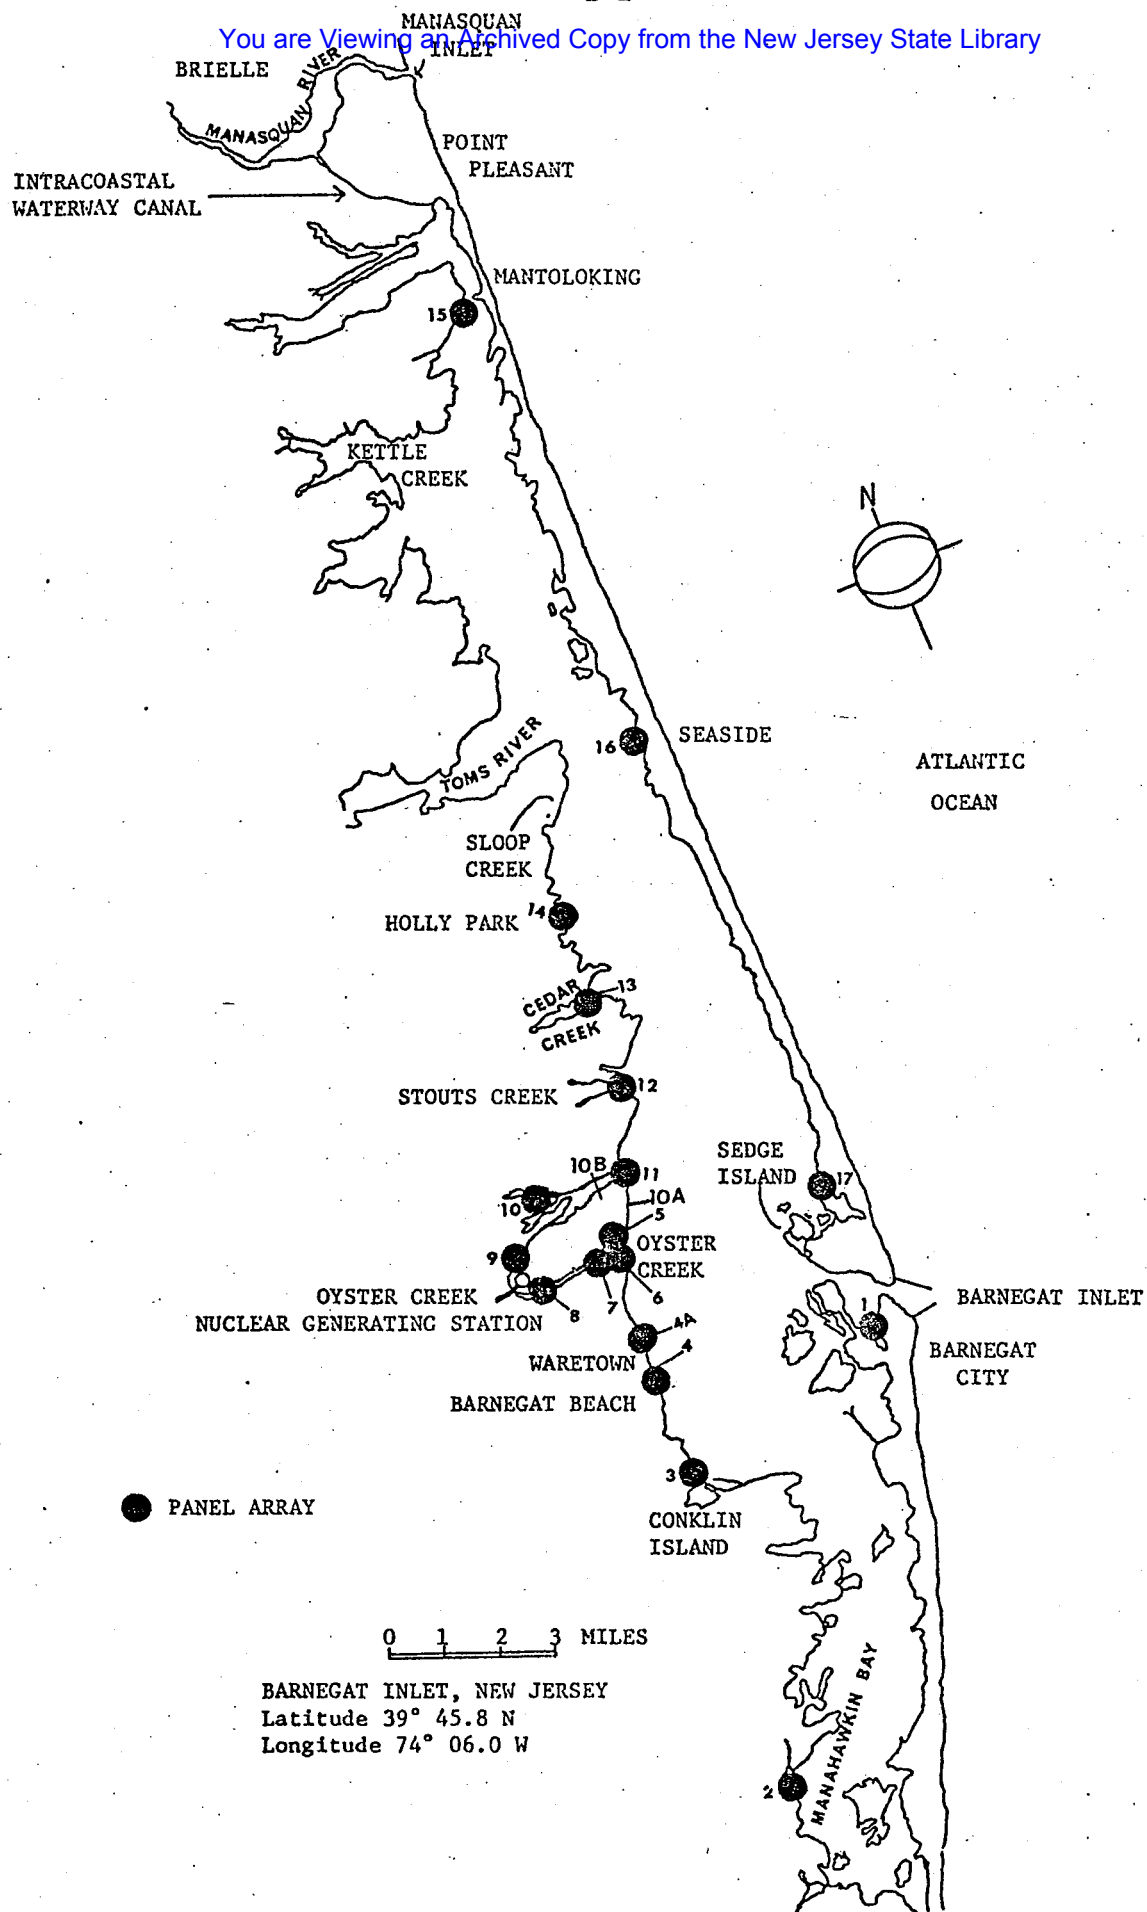 MANASQUAN
INLET
You are Viewing an Archived Copy from the New Jersey State Library
BRIELLE
MANASQUAN RIVER
POINT
PLEASANT
INTRACOASTAL
WATERWAY CANAL
MANTOLOKING
15
KETTLE
CREEK
N
16
SEASIDE
TOMS RIVER
ATLANTIC
OCEAN
SLOOP
CREEK
14
HOLLY PARK
CEDAR
CREEK
13
STOUTS CREEK
12
SEDGE
ISLAND
17
10B
11
10
10A
5
9
OYSTER
CREEK
OYSTER CREEK
NUCLEAR GENERATING STATION
8
7
6
BARNEGAT INLET
1
4A
WARETOWN
4
BARNEGAT
CITY
BARNEGAT BEACH
3
PANEL ARRAY
CONKLIN
ISLAND
0 1 2 3 MILES
BARNEGAT INLET, NEW JERSEY
Latitude 39° 45.8 N
Longitude 74° 06.0 W
MANAHAWKIN BAY
2